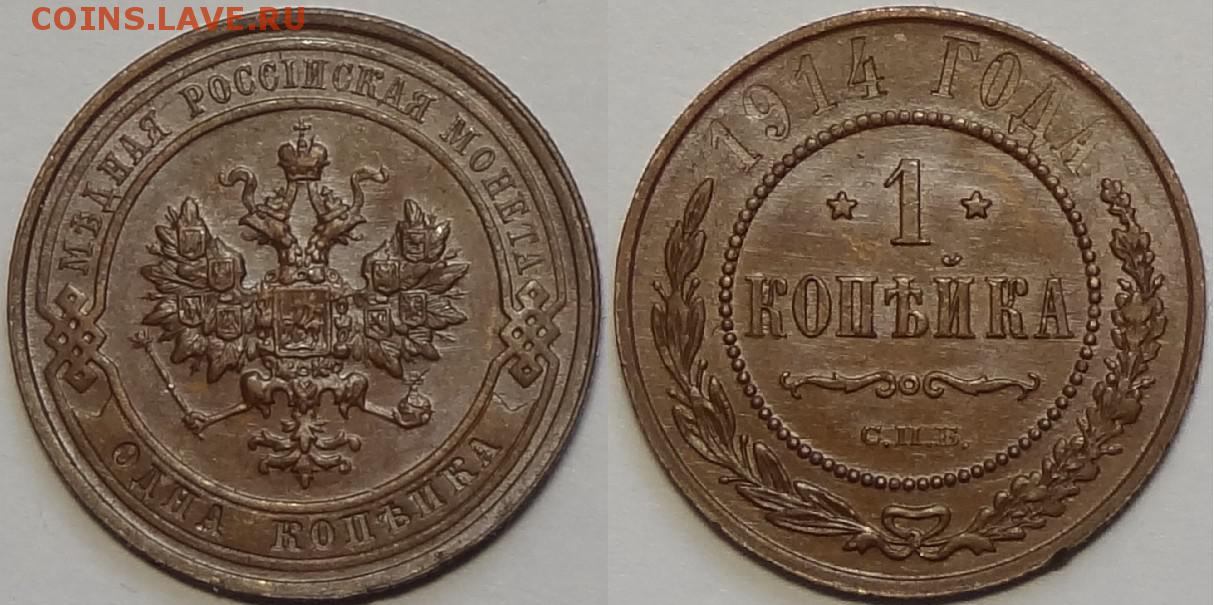 COINS.LAVE.RU
МѢДНАЯ РОССІЙСКАЯ МОНЕТА
ОДНА КОПѢЙКА
1914 ГОДА
1
КОПѢЙКА
С.П.Б.